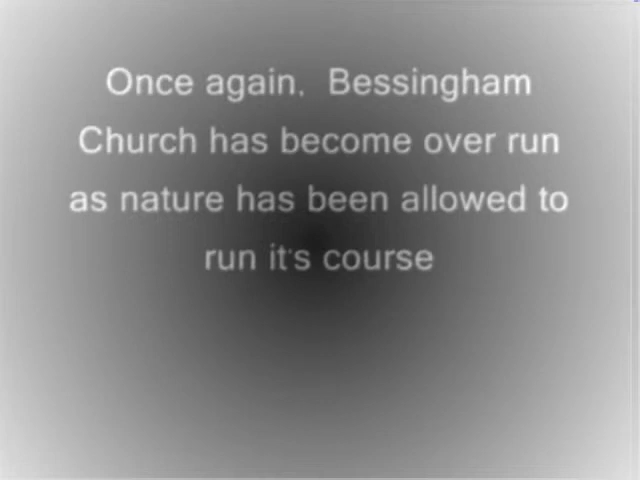 Once again,  Bessingham
Church has become over run
as nature has been allowed to
run it's course